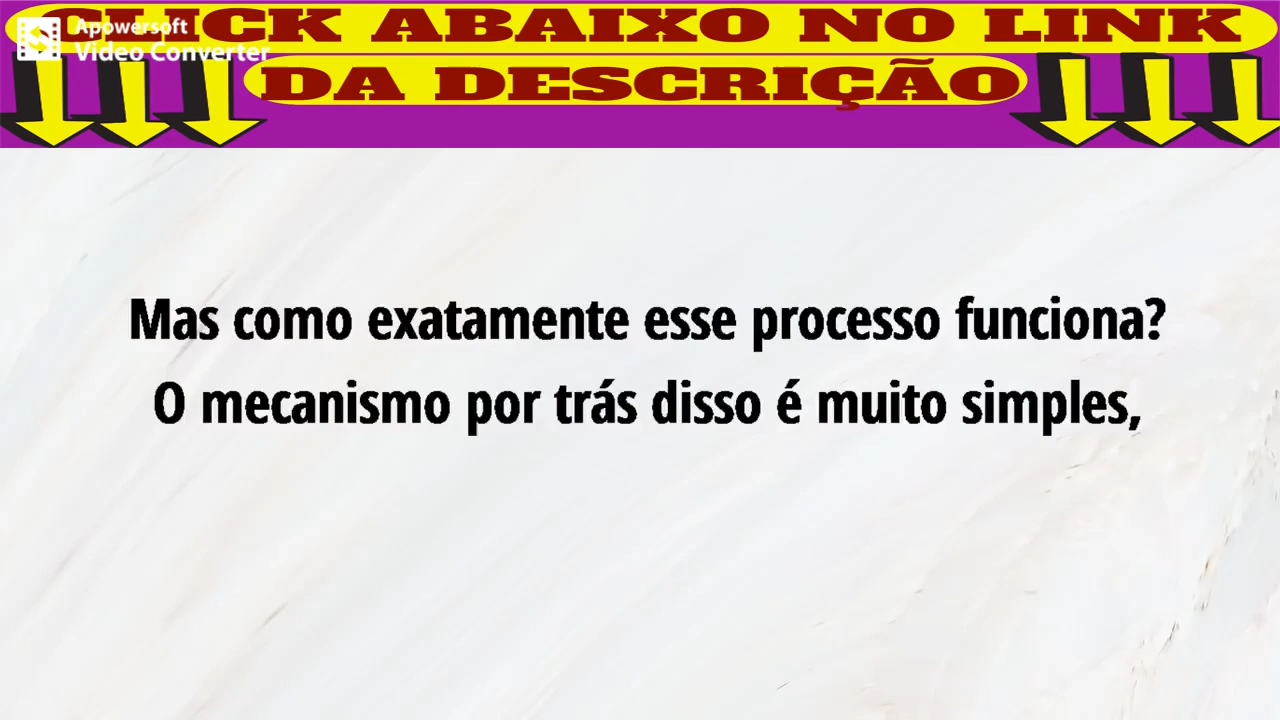 CLICK ABAIXO NO LINK
DA DESCRIÇÃO
Apowersoft
Video Converter
Mas como exatamente esse processo funciona?
O mecanismo por trás disso é muito simples,